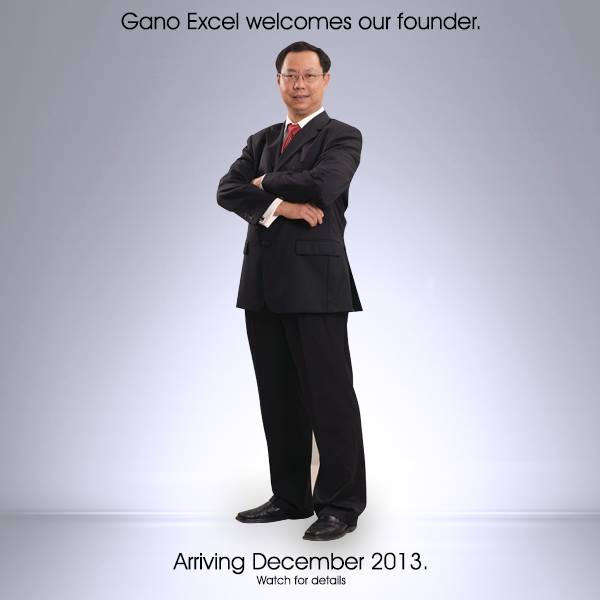 Gano Excel welcomes our founder.
Arriving December 2013.
Watch for details